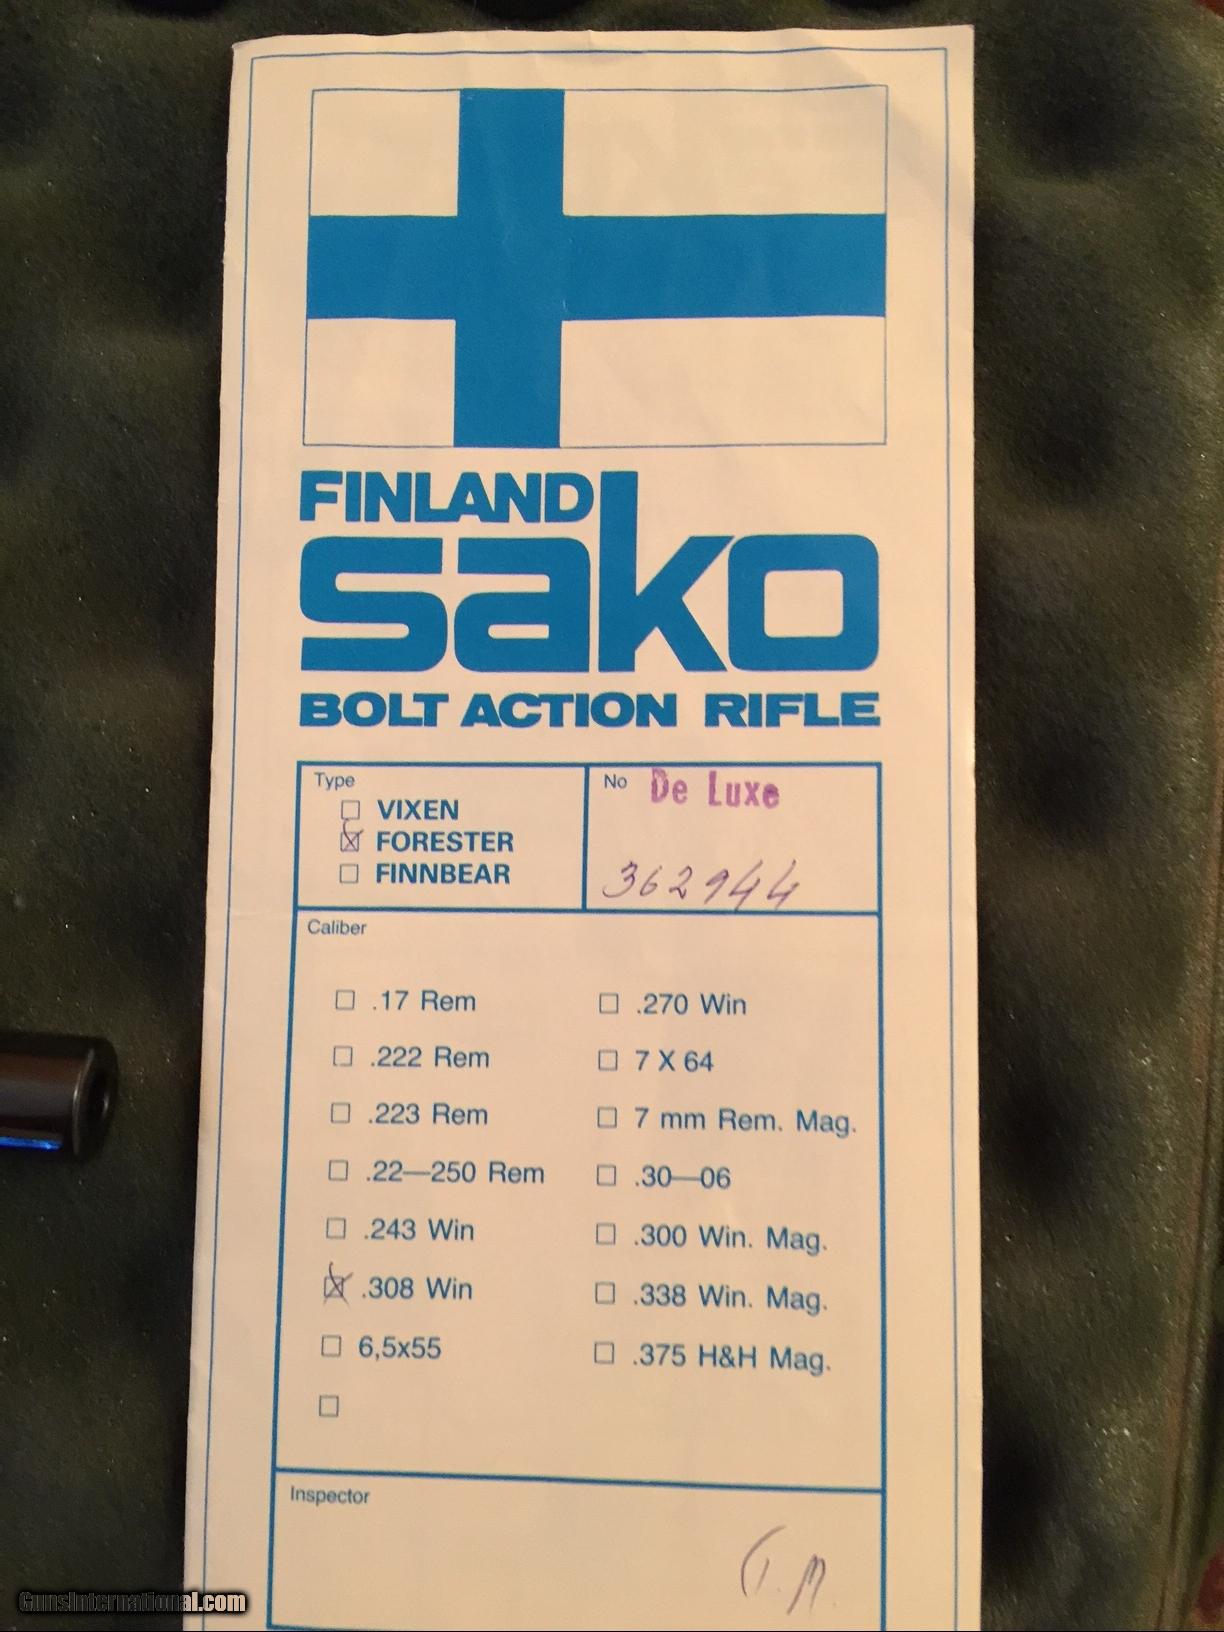 FINLAND
sako
BOLT ACTION RIFLE
Type
VIXEN
FORESTER
FINNBEAR
No De Luxe
362944
Caliber
.17 Rem
.222 Rem
.223 Rem
.22—250 Rem
.243 Win
.308 Win
6,5x55
.270 Win
7 X 64
7 mm Rem. Mag.
.30—06
.300 Win. Mag.
.338 Win. Mag.
.375 H&H Mag.
Inspector
GunsInternational.com